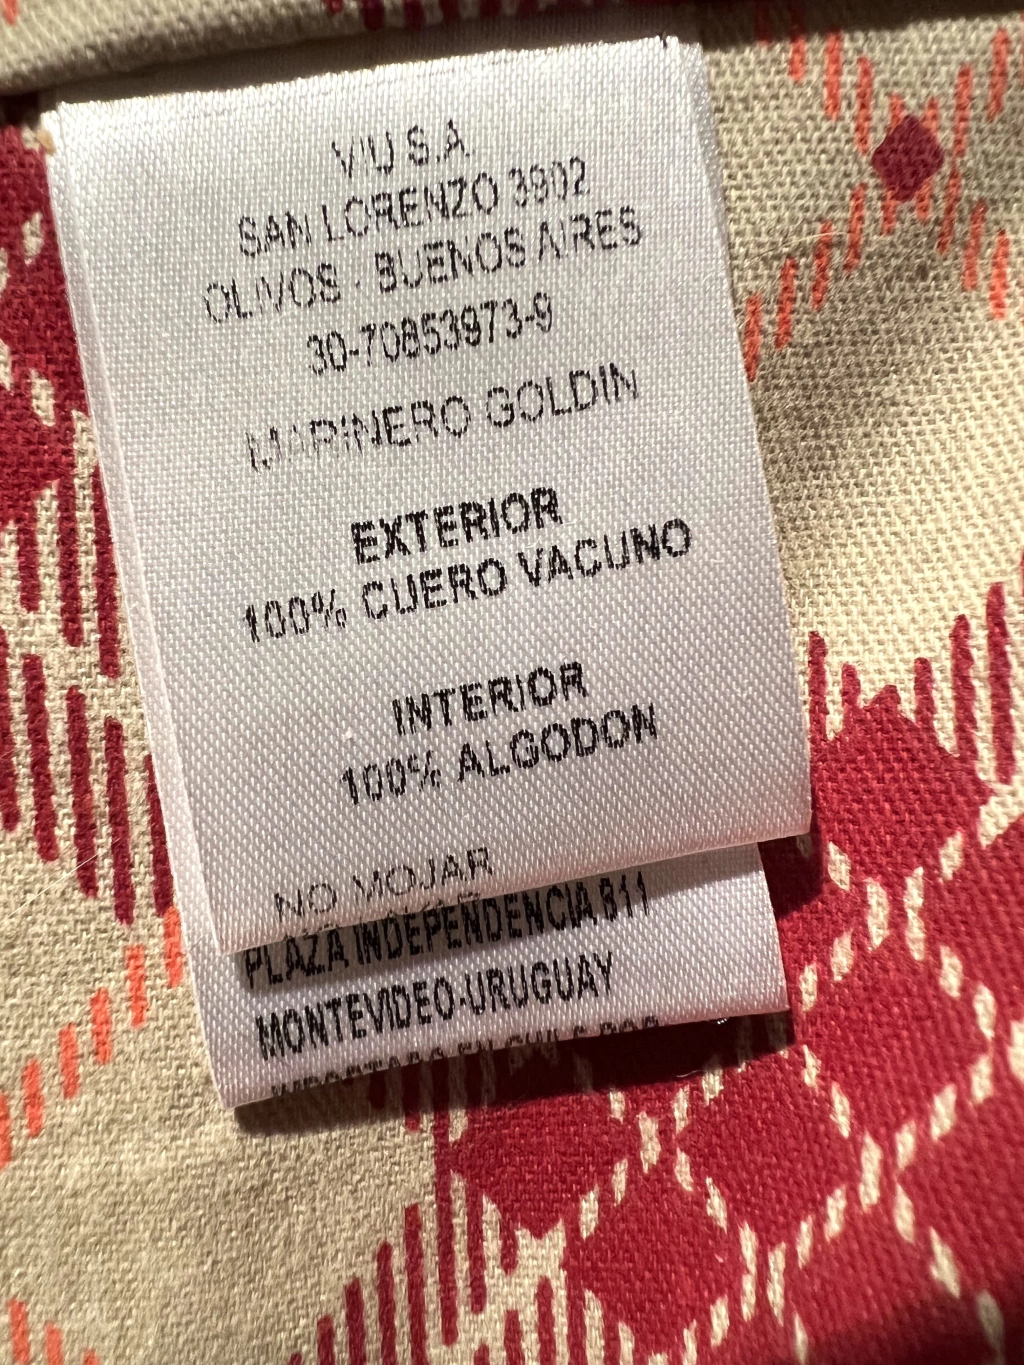 VIU S.A.
SAN LORENZO 3902
OLIVOS - BUENOS AIRES
30-70853973-9
MARINERO GOLDIN
EXTERIOR
100% CUERO VACUNO
INTERIOR
100% ALGODON
NO MOJAR
PLAZA INDEPENDENCIA 811
MONTEVIDEO-URUGUAY